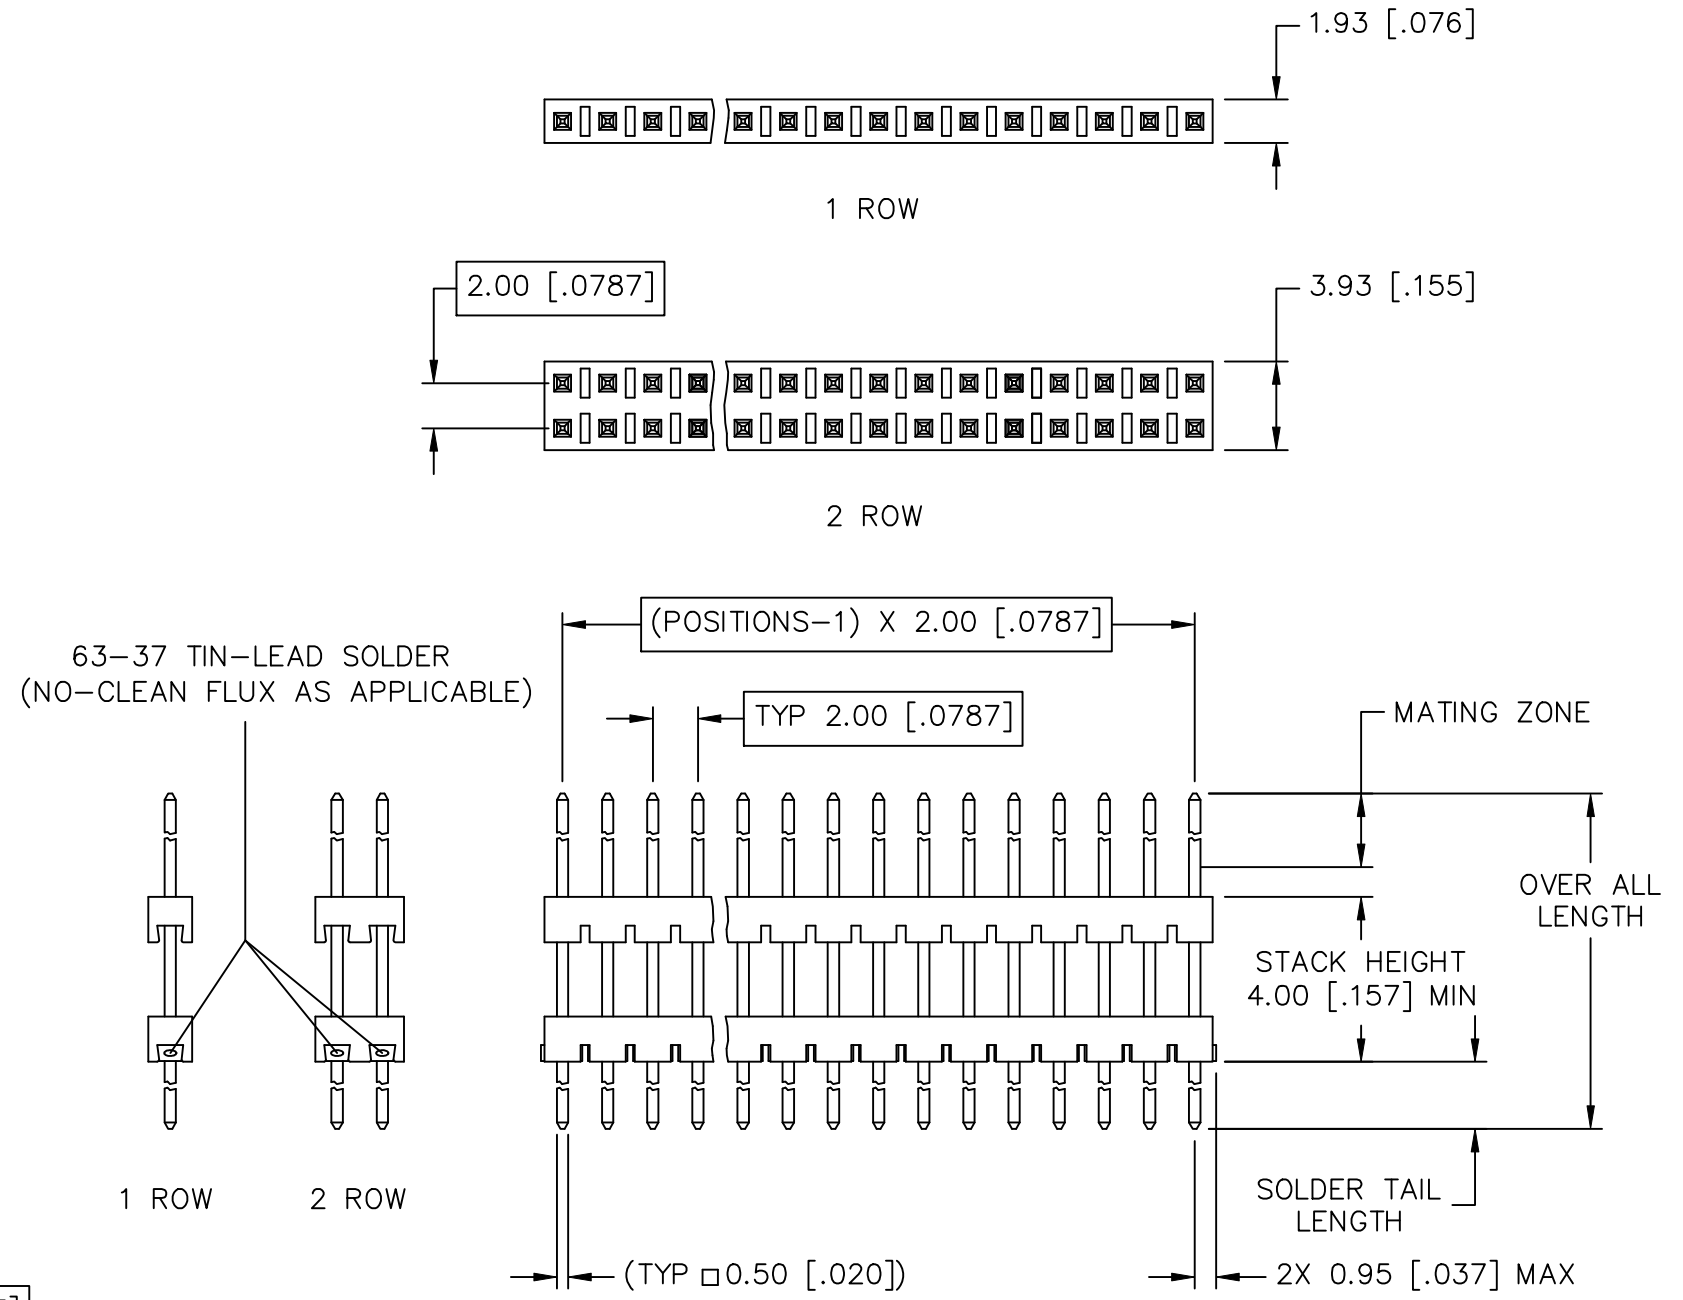 1.93 [.076]
1 ROW
2.00 [.0787]
3.93 [.155]
2 ROW
(POSITIONS-1) X 2.00 [.0787]
63-37 TIN-LEAD SOLDER
(NO-CLEAN FLUX AS APPLICABLE)
TYP 2.00 [.0787]
MATING ZONE
OVER ALL
LENGTH
STACK HEIGHT
4.00 [.157] MIN
1 ROW
2 ROW
SOLDER TAIL
LENGTH
(TYP □0.50 [.020])
2X 0.95 [.037] MAX